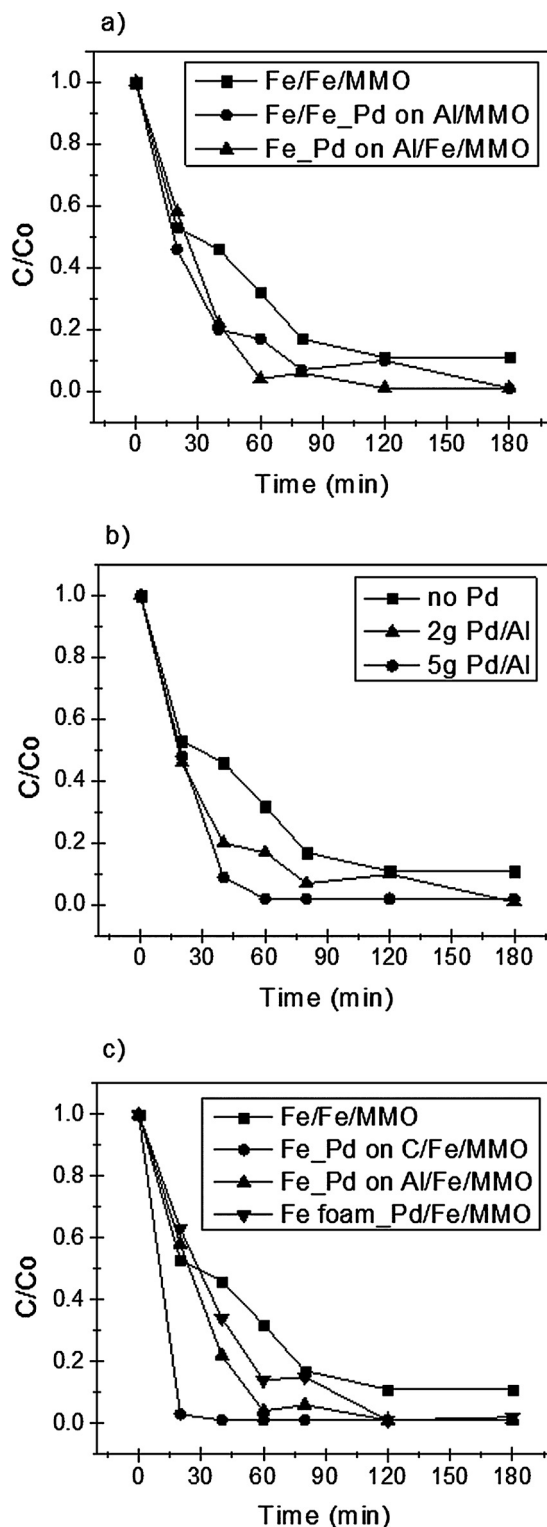 a)
1.0
0.8
0.6
0.4
0.2
0.0
C/Co
Fe/Fe/MMO
Fe/Fe_Pd on Al/MMO
Fe_Pd on Al/Fe/MMO
0 30 60 90 120 150 180
Time (min)
b)
1.0
0.8
0.6
0.4
0.2
0.0
C/Co
no Pd
2g Pd/Al
5g Pd/Al
0 30 60 90 120 150 180
Time (min)
c)
1.0
0.8
0.6
0.4
0.2
0.0
C/Co
Fe/Fe/MMO
Fe_Pd on C/Fe/MMO
Fe_Pd on Al/Fe/MMO
Fe foam_Pd/Fe/MMO
0 30 60 90 120 150 180
Time (min)